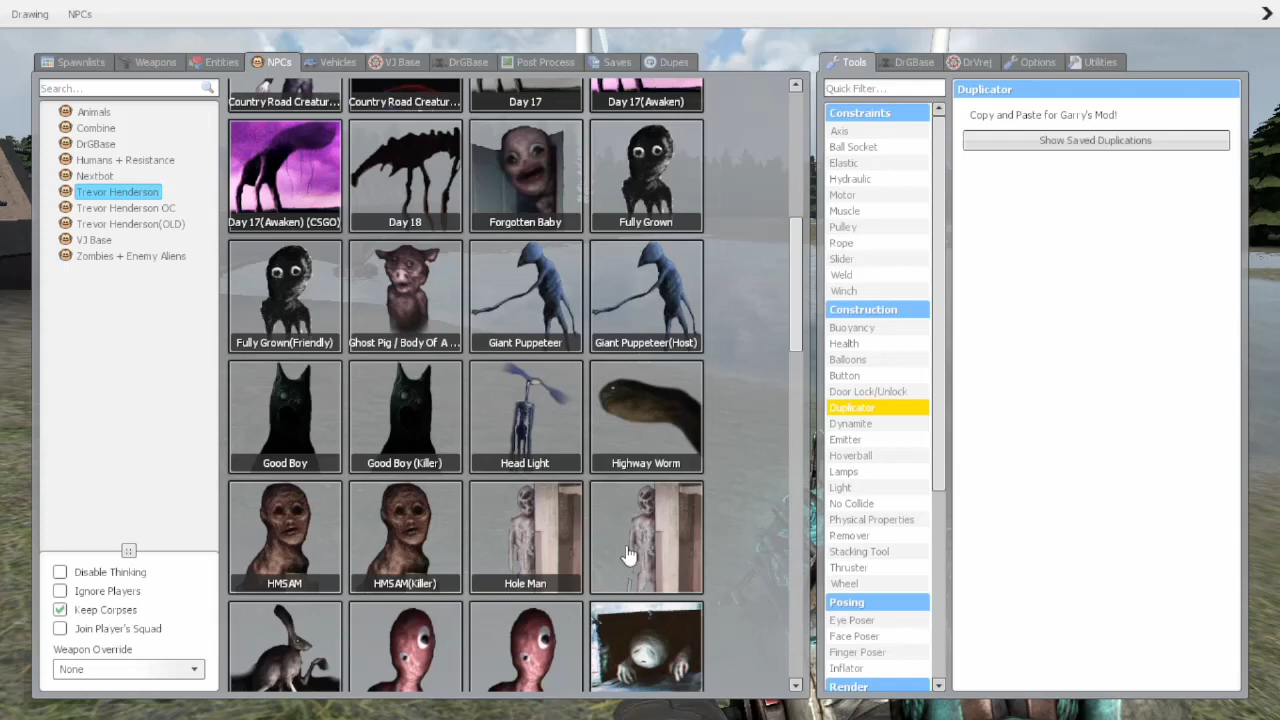 Drawing NPCs
Spawnlists Weapons Entities NPCs Vehicles VJ Base DrGBase Post Process Saves Dupes
Search...
Animals
Combine
DrGBase
Humans + Resistance
Nextbot
Trevor Henderson
Trevor Henderson OC
Trevor Henderson(OLD)
VJ Base
Zombies + Enemy Aliens
Disable Thinking
Ignore Players
Keep Corpses
Join Player's Squad
Weapon Override
None
Country Road Creatur... Country Road Creatur... Day 17 Day 17(Awaken)
Day 17(Awaken) (CSGO) Day 18 Forgotten Baby Fully Grown
Fully Grown(Friendly) Ghost Pig / Body Of A ... Giant Puppeteer Giant Puppeteer(Host)
Good Boy Good Boy (Killer) Head Light Highway Worm
HMSAM HMSAM(Killer) Hole Man
Tools DrGBase DrVrej Options Utilities
Quick Filter...
Constraints
Axis
Ball Socket
Elastic
Hydraulic
Motor
Muscle
Pulley
Rope
Slider
Weld
Winch
Construction
Buoyancy
Health
Balloons
Button
Door Lock/Unlock
Duplicator
Dynamite
Emitter
Hoverball
Lamps
Light
No Collide
Physical Properties
Remover
Stacking Tool
Thruster
Wheel
Posing
Eye Poser
Face Poser
Finger Poser
Inflator
Render
Duplicator
Copy and Paste for Garry's Mod!
Show Saved Duplications